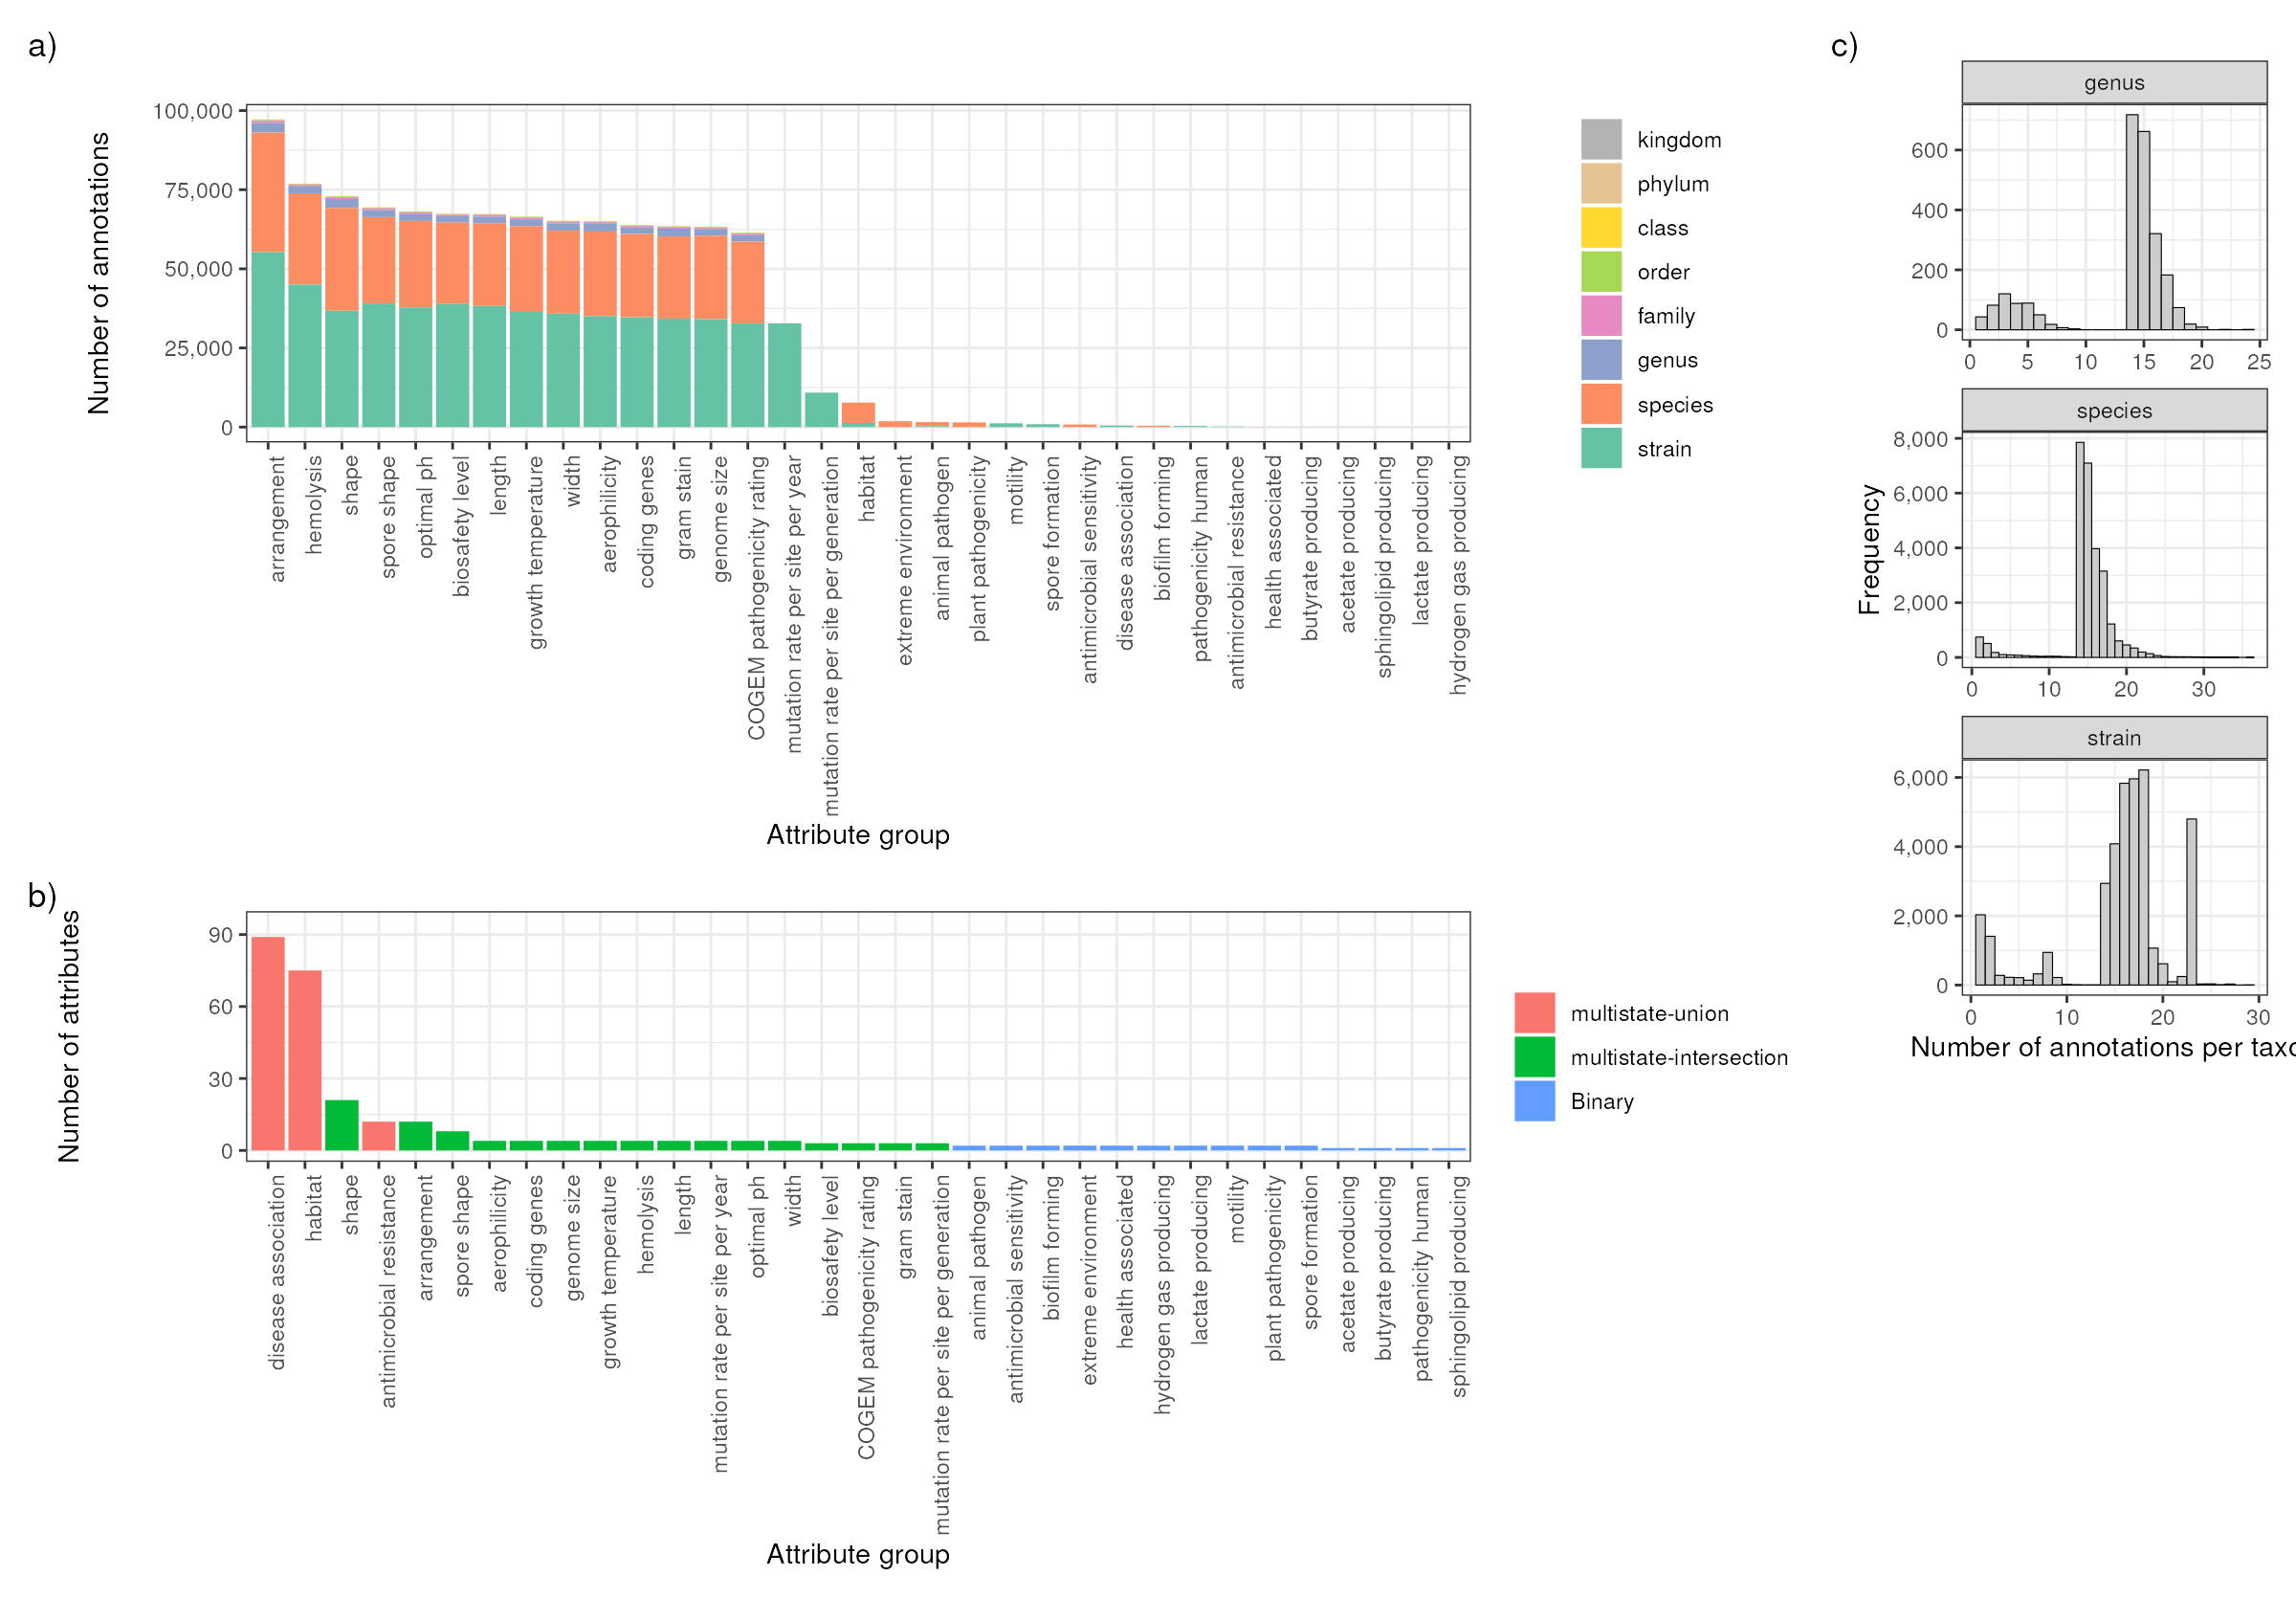 a)
Number of annotations
100,000
75,000
50,000
25,000
0
arrangement
hemolysis
shape
spore shape
optimal ph
biosafety level
length
growth temperature
width
aerophilicity
coding genes
gram stain
genome size
COGEM pathogenicity rating
mutation rate per site per year
mutation rate per site per generation
habitat
extreme environment
animal pathogen
plant pathogenicity
motility
spore formation
antimicrobial sensitivity
disease association
biofilm forming
pathogenicity human
antimicrobial resistance
health associated
butyrate producing
acetate producing
sphingolipid producing
lactate producing
hydrogen gas producing
Attribute group
kingdom
phylum
class
order
family
genus
species
strain
b)
Number of attributes
90
60
30
0
disease association
habitat
shape
antimicrobial resistance
arrangement
spore shape
aerophilicity
coding genes
genome size
growth temperature
hemolysis
length
mutation rate per site per year
optimal ph
width
biosafety level
COGEM pathogenicity rating
gram stain
mutation rate per site per generation
animal pathogen
antimicrobial sensitivity
biofilm forming
extreme environment
health associated
hydrogen gas producing
lactate producing
motility
plant pathogenicity
spore formation
acetate producing
butyrate producing
pathogenicity human
sphingolipid producing
Attribute group
multistate-union
multistate-intersection
Binary
c)
Frequency
genus
600
400
200
0
0 5 10 15 20 25
species
8,000
6,000
4,000
2,000
0
0 10 20 30
strain
6,000
4,000
2,000
0
0 10 20 30
Number of annotations per taxo